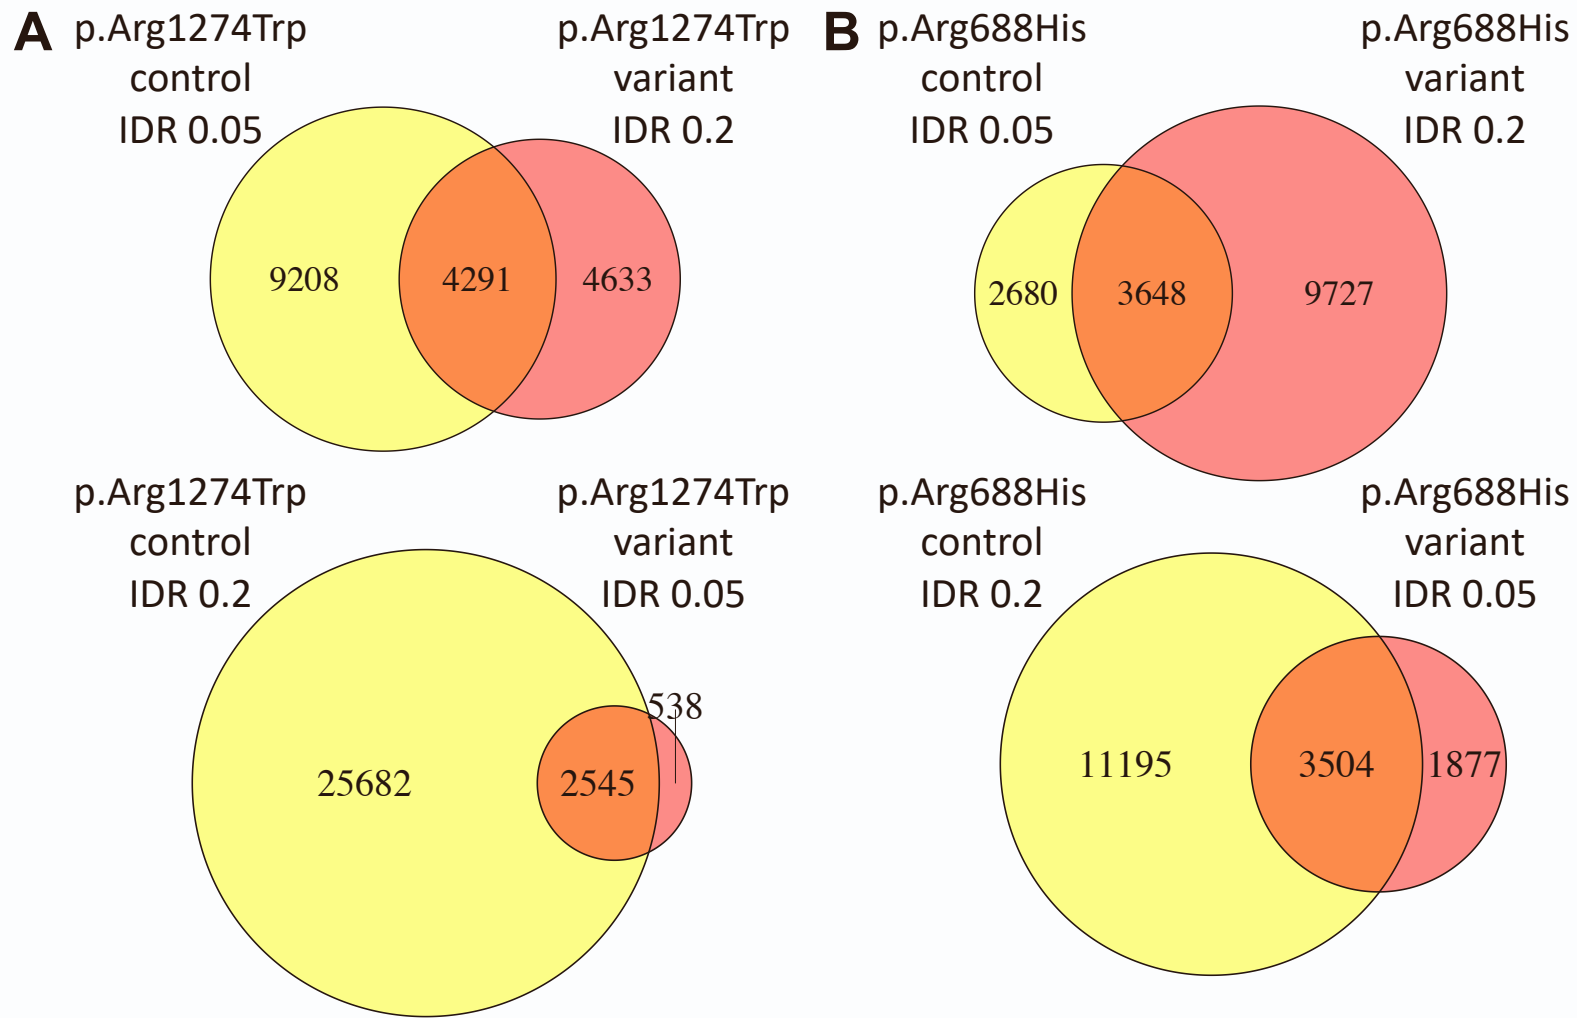 A
p.Arg1274Trp
control
IDR 0.05
p.Arg1274Trp
variant
IDR 0.2
9208
4291
4633
p.Arg1274Trp
control
IDR 0.2
p.Arg1274Trp
variant
IDR 0.05
538
25682
2545
B
p.Arg688His
control
IDR 0.05
p.Arg688His
variant
IDR 0.2
2680
3648
9727
p.Arg688His
control
IDR 0.2
p.Arg688His
variant
IDR 0.05
11195
3504
1877